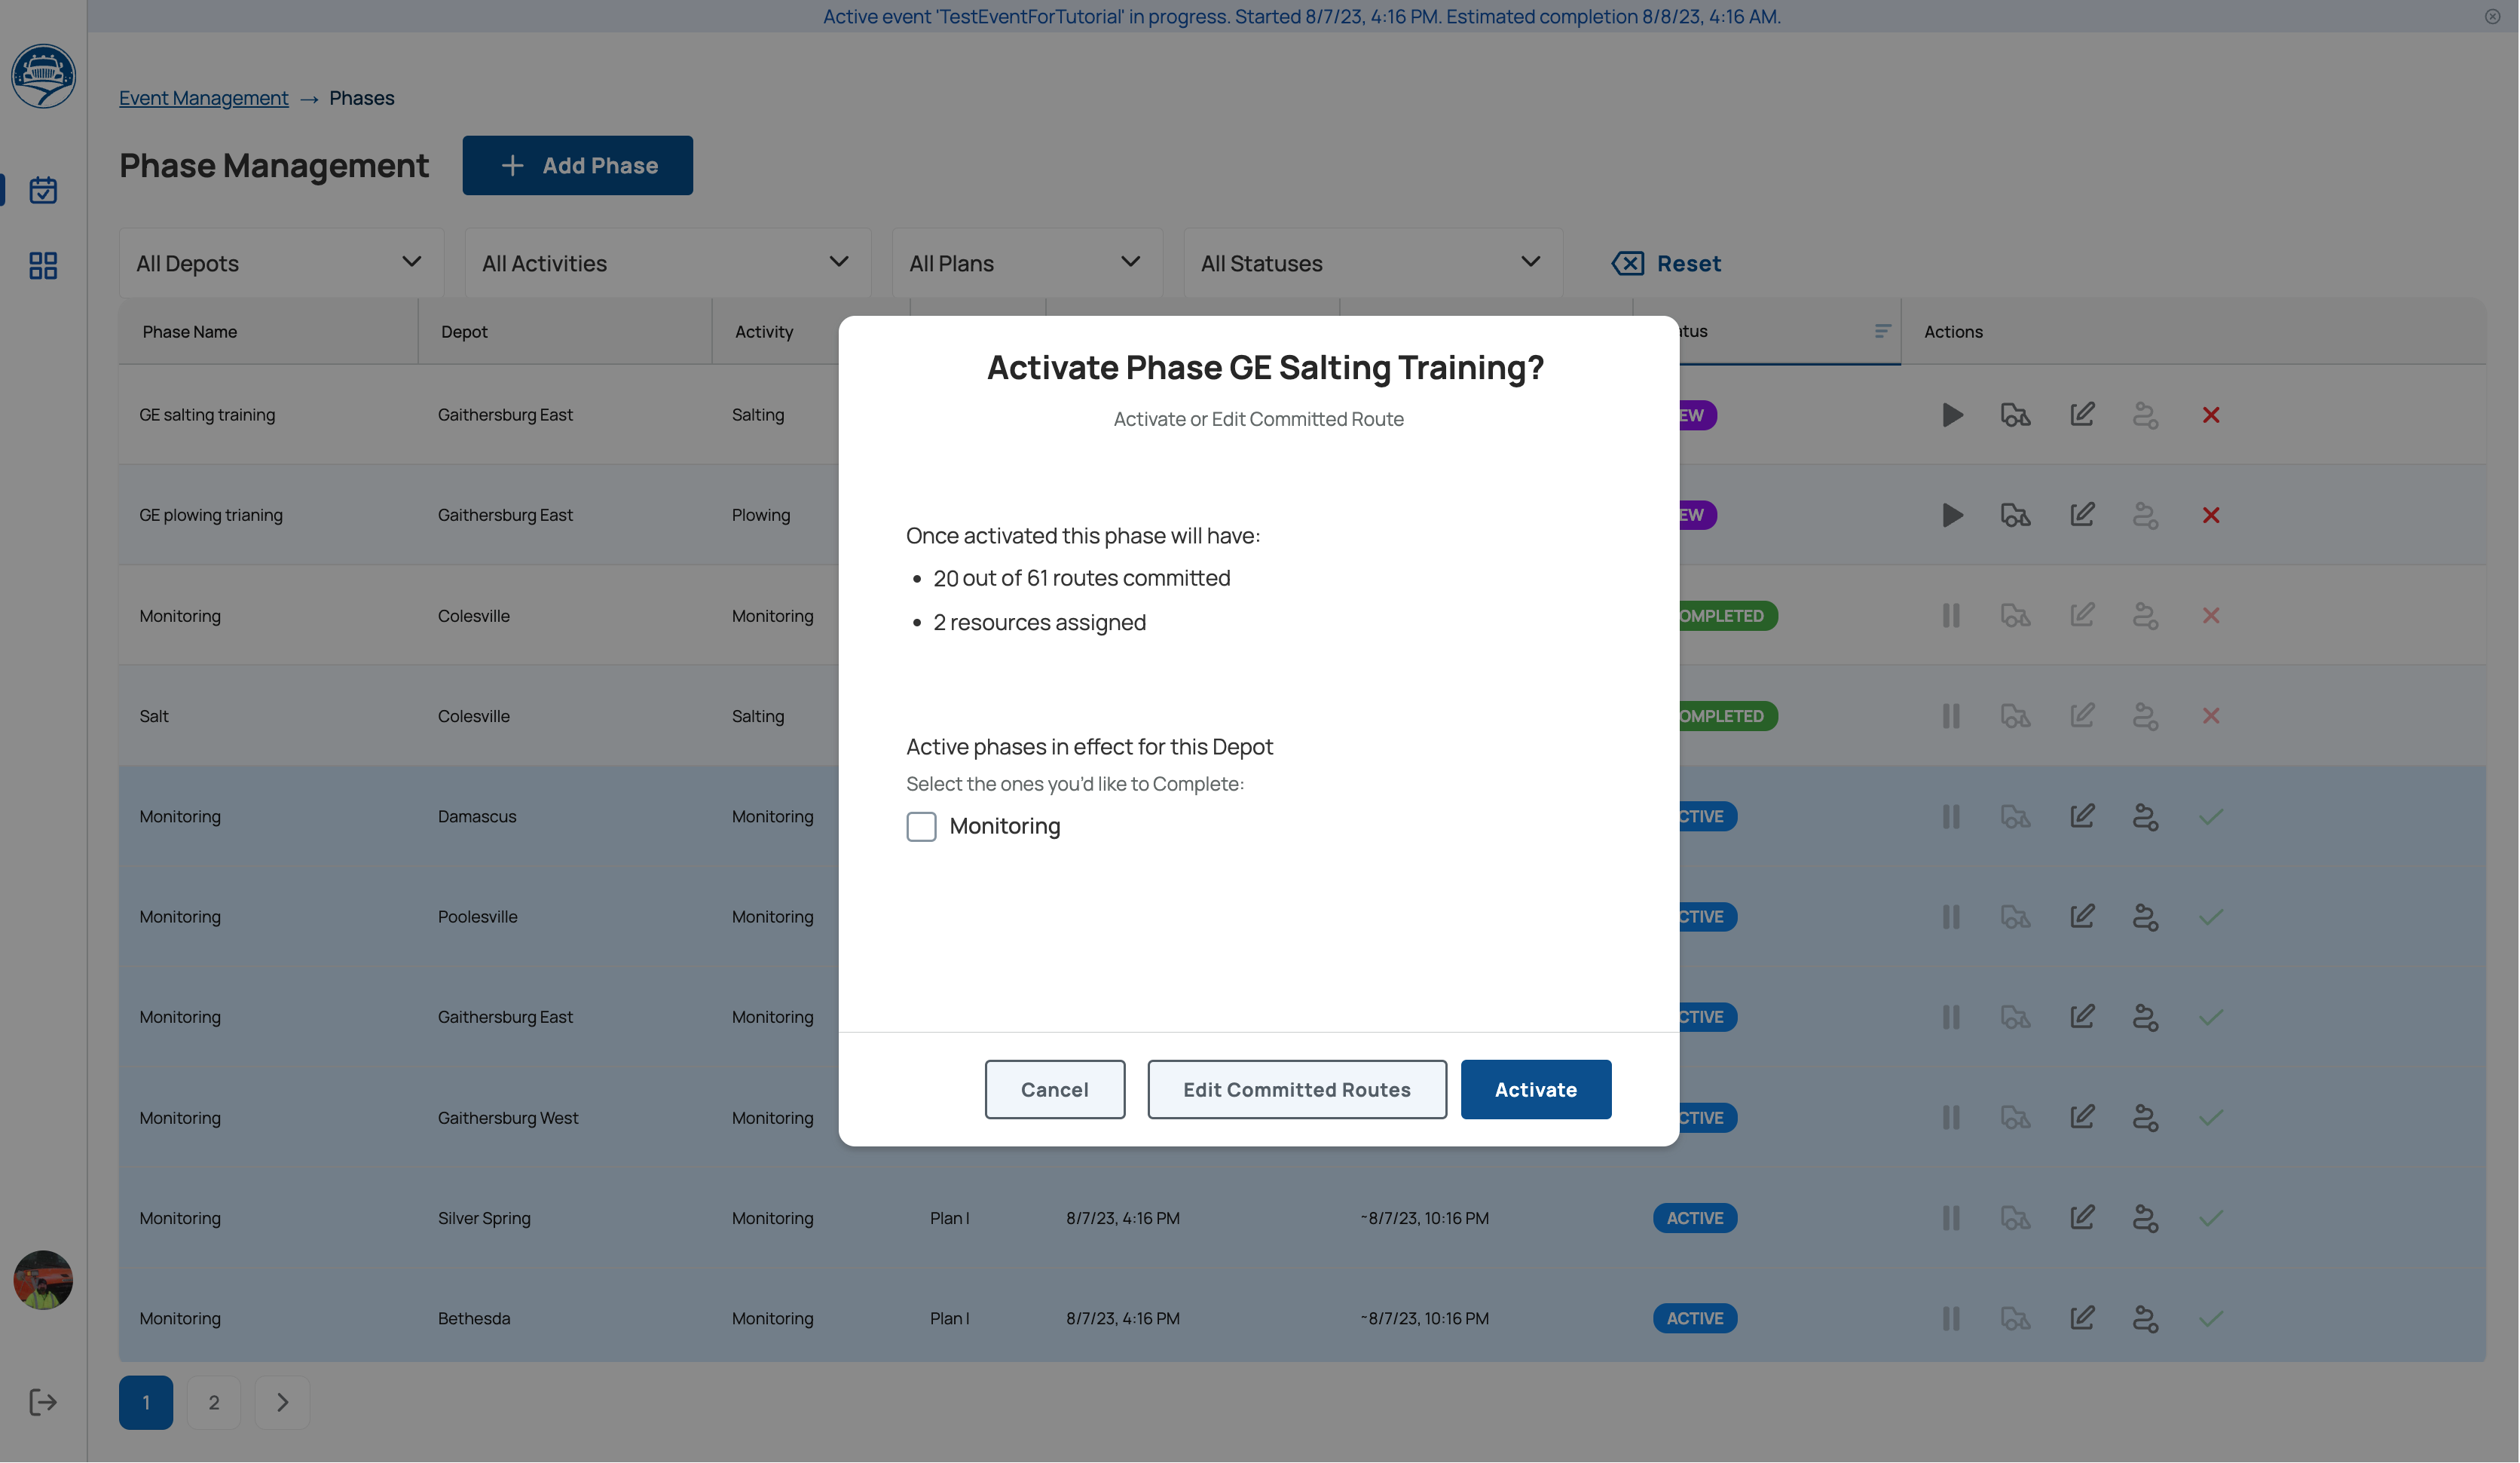 Active event 'TestEventForTutorial' in progress. Started 8/7/23, 4:16 PM. Estimated completion 8/8/23, 4:16 AM.
Event Management → Phases
Phase Management + Add Phase
All Depots All Activities All Plans All Statuses Reset
Phase Name Depot Activity tus Actions
GE salting training Gaithersburg East Salting EW
GE plowing trianing Gaithersburg East Plowing EW
Monitoring Colesville Monitoring OMPLETED
Salt Colesville Salting OMPLETED
Monitoring Damascus Monitoring CTIVE
Monitoring Poolesville Monitoring CTIVE
Monitoring Gaithersburg East Monitoring CTIVE
Monitoring Gaithersburg West Monitoring CTIVE
Monitoring Silver Spring Monitoring Plan I 8/7/23, 4:16 PM ~8/7/23, 10:16 PM ACTIVE
Monitoring Bethesda Monitoring Plan I 8/7/23, 4:16 PM ~8/7/23, 10:16 PM ACTIVE
1 2
Activate Phase GE Salting Training?
Activate or Edit Committed Route
Once activated this phase will have:
• 20 out of 61 routes committed
• 2 resources assigned
Active phases in effect for this Depot
Select the ones you'd like to Complete:
Monitoring
Cancel Edit Committed Routes Activate